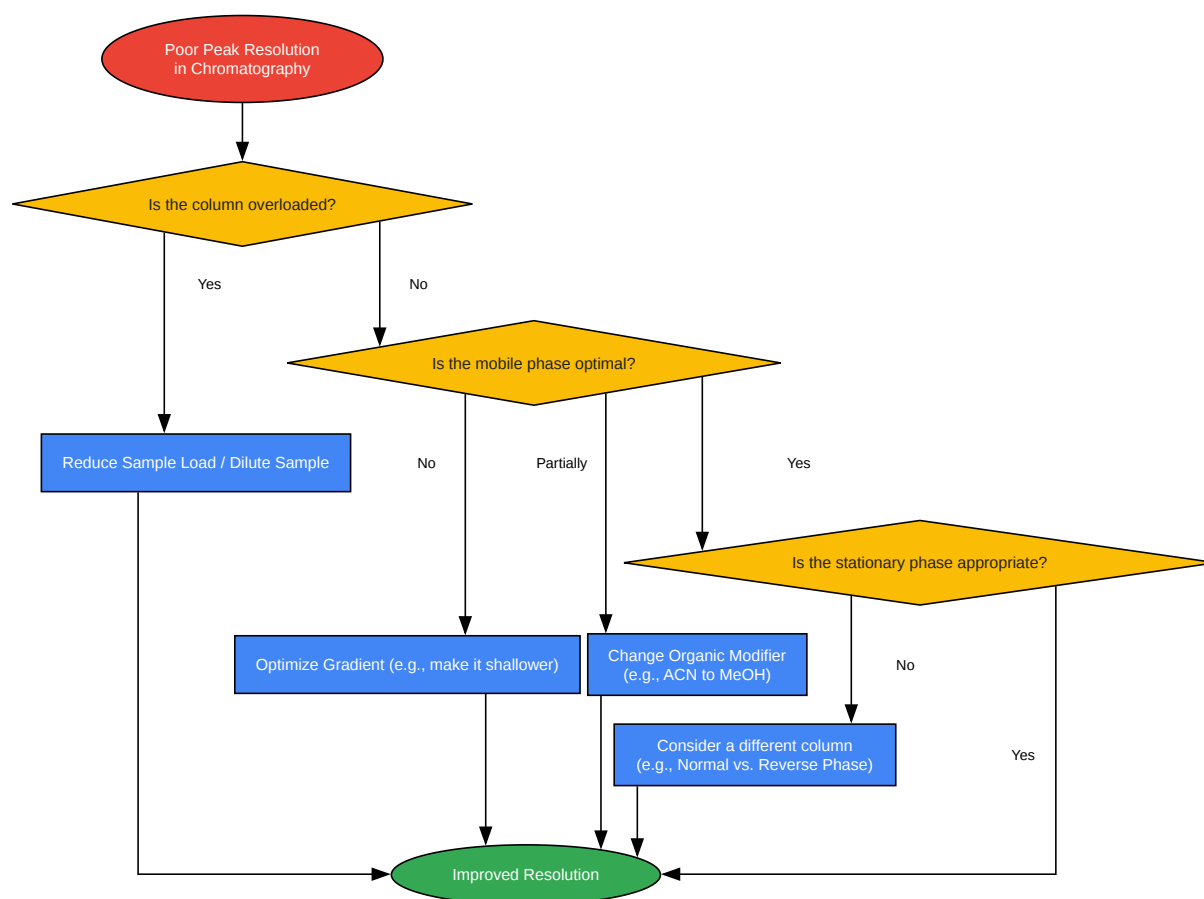 Poor Peak Resolution
in Chromatography
Is the column overloaded?
Yes
No
Is the mobile phase optimal?
Reduce Sample Load / Dilute Sample
No
Partially
Yes
Is the stationary phase appropriate?
Optimize Gradient (e.g., make it shallower)
Change Organic Modifier
(e.g., ACN to MeOH)
No
Consider a different column
(e.g., Normal vs. Reverse Phase)
Yes
Improved Resolution